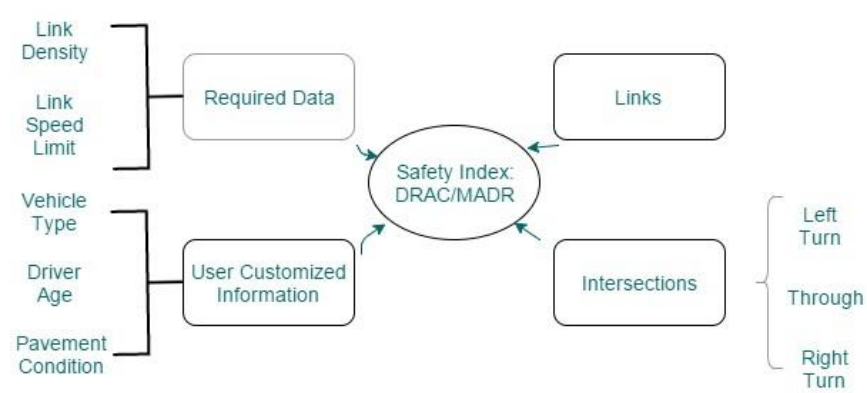 Link
Density
Link
Speed
Limit
Required Data
Vehicle
Type
Driver
Age
Pavement
Condition
User Customized
Information
Safety Index:
DRAC/MADR
Links
Intersections
Left
Turn
Through
Right
Turn